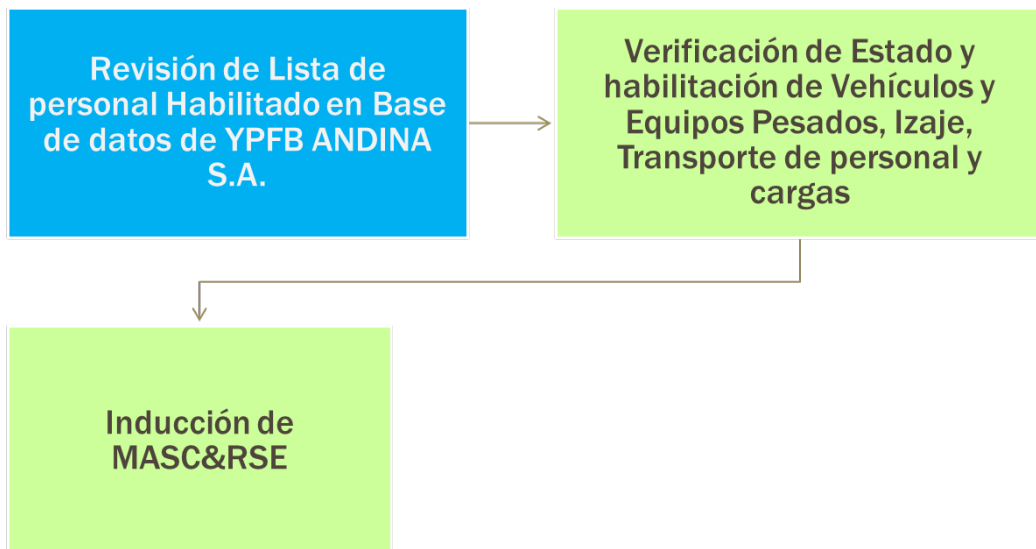 Revisión de Lista de
personal Habilitado en Base
de datos de YPFB ANDINA
S.A.
Verificación de Estado y
habilitación de Vehículos y
Equipos Pesados, Izaje,
Transporte de personal y
cargas
Inducción de
MASC&RSE